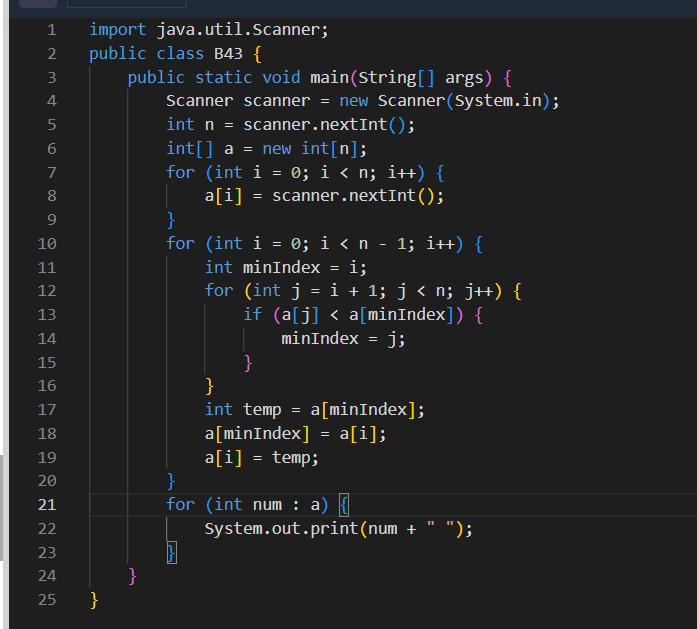 1 import java.util.Scanner;
2 public class B43 {
3     public static void main(String[] args) {
4         Scanner scanner = new Scanner(System.in);
5         int n = scanner.nextInt();
6         int[] a = new int[n];
7         for (int i = 0; i < n; i++) {
8             a[i] = scanner.nextInt();
9         }
10         for (int i = 0; i < n - 1; i++) {
11             int minIndex = i;
12             for (int j = i + 1; j < n; j++) {
13                 if (a[j] < a[minIndex]) {
14                     minIndex = j;
15                 }
16             }
17             int temp = a[minIndex];
18             a[minIndex] = a[i];
19             a[i] = temp;
20         }
21         for (int num : a) {
22             System.out.print(num + " ");
23         }
24     }
25 }